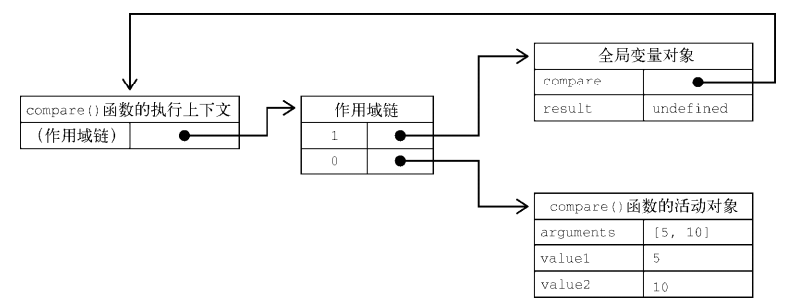 compare()函数的执行上下文
(作用域链)
作用域链
1
0
全局变量对象
compare
result undefined
compare()函数的活动对象
arguments [5, 10]
value1 5
value2 10